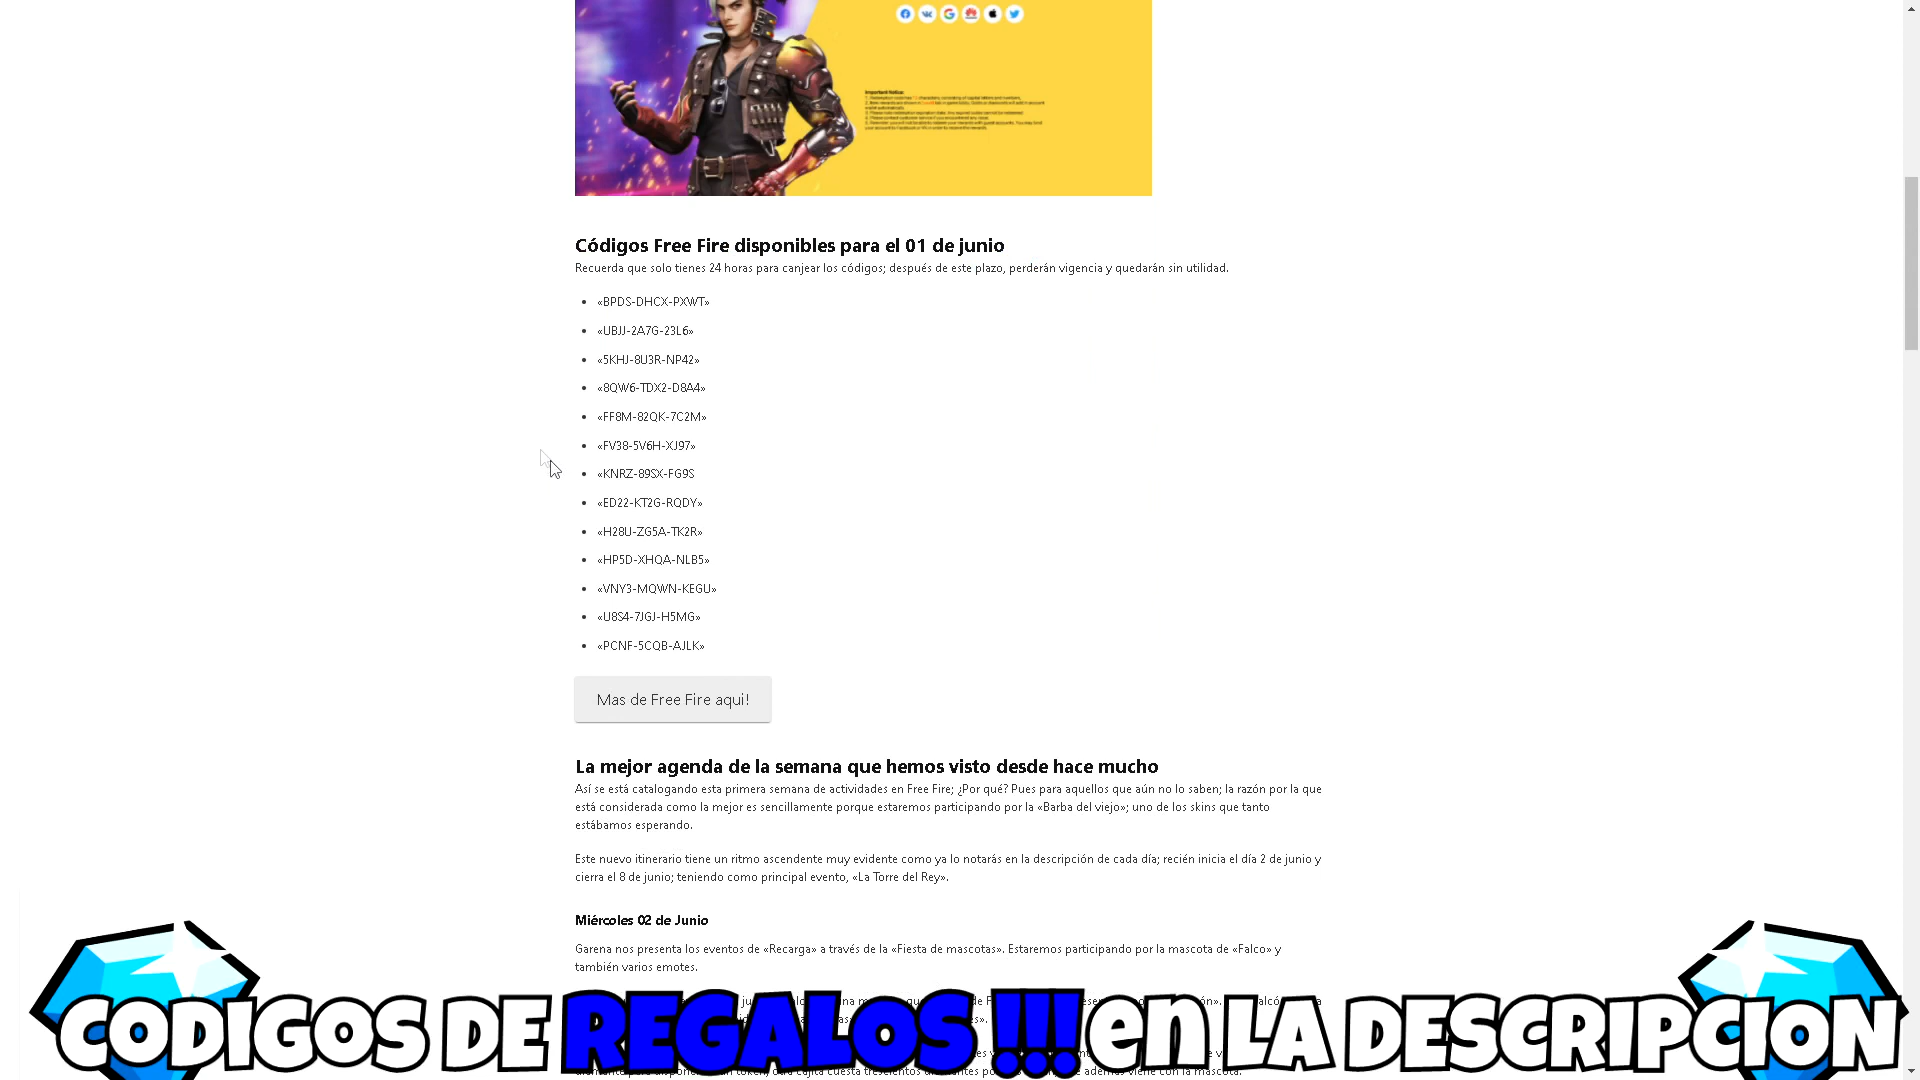 Important Notice:
Códigos Free Fire disponibles para el 01 de junio
Recuerda que solo tienes 24 horas para canjear los códigos; después de este plazo, perderán vigencia y quedarán sin utilidad.
«BPDS-DHCX-PXWT»
«UBJJ-2A7G-23L6»
«5KHJ-8U3R-NP42»
«8QW6-TDX2-D8A4»
«FF8M-82QK-7C2M»
«FV38-5V6H-XJ97»
«KNRZ-89SX-FG9S
«ED22-KT2G-RQDY»
«H28U-ZG5A-TK2R»
«HP5D-XHQA-NLB5»
«VNY3-MQWN-KEGU»
«U8S4-7JGJ-H5MG»
«PCNF-5CQB-AJLK»
Mas de Free Fire aqui!
La mejor agenda de la semana que hemos visto desde hace mucho
Así se está catalogando esta primera semana de actividades en Free Fire; ¿Por qué? Pues para aquellos que aún no lo saben; la razón por la que
está considerada como la mejor es sencillamente porque estaremos participando por la «Barba del viejo»; uno de los skins que tanto
estábamos esperando.
Este nuevo itinerario tiene un ritmo ascendente muy evidente como ya lo notarás en la descripción de cada día; recién inicia el día 2 de junio y
cierra el 8 de junio; teniendo como principal evento, «La Torre del Rey».
Miércoles 02 de Junio
Garena nos presenta los eventos de «Recarga» a través de la «Fiesta de mascotas». Estaremos participando por la mascota de «Falco» y
también varios emotes.
CODIGOS DE REGALOS !!! en LA DESCRIPCION